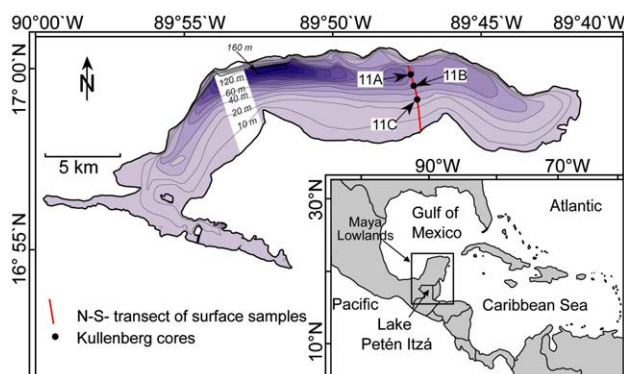 90°00'W 89°55'W 89°50'W 89°45'W 89°40'W
17°00'N
16°55'N
N
160 m
120 m
60 m
40 m
20 m
10 m
11A
11B
11C
5 km
N-S- transect of surface samples
Kullenberg cores
90°W 70°W
30°N
10°N
Maya
Lowlands
Gulf of
Mexico
Atlantic
Pacific
Caribbean Sea
Lake
Petén Itzá